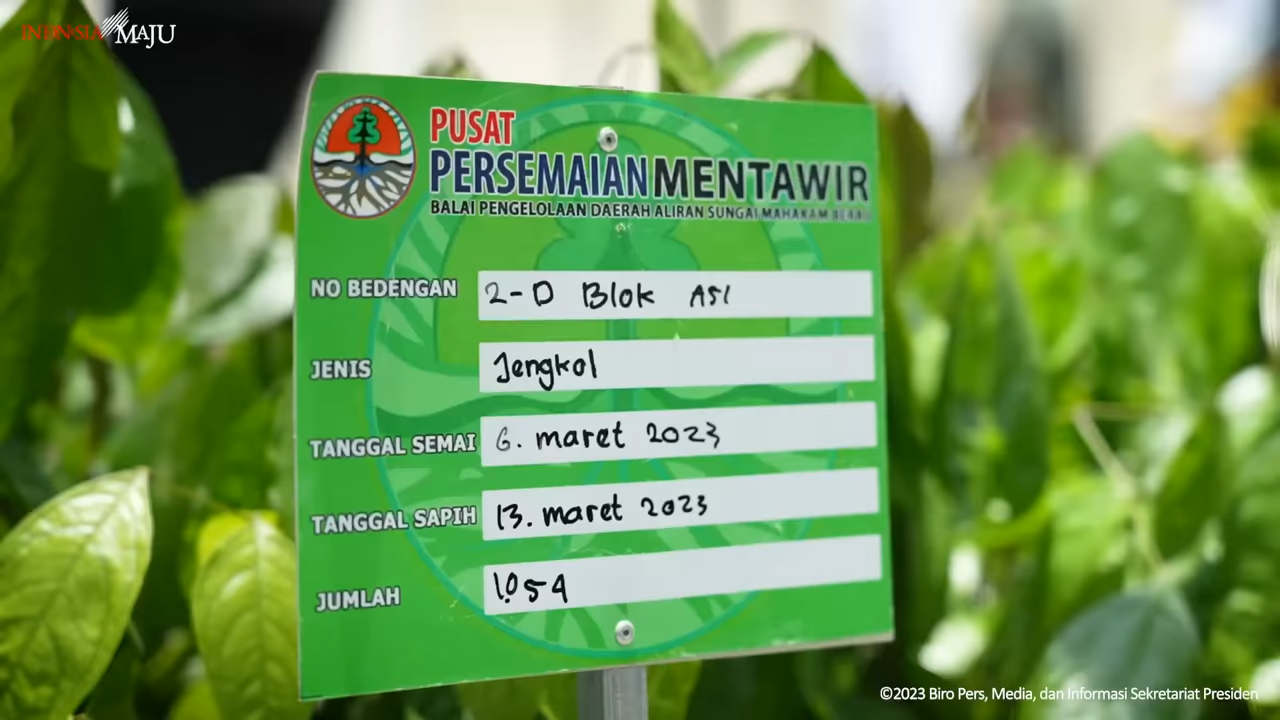 INDONESIA MAJU
PUSAT
PERSEMAIAN MENTAWIR
BALAI PENGELOLAAN DAERAH ALIRAN SUNGAI MAHAKAM BERAU
NO BEDENGAN 2-D Blok AS1
JENIS Jengkol
TANGGAL SEMAI 6. maret 2023
TANGGAL SAPIH 13. maret 2023
JUMLAH 1.054
©2023 Biro Pers, Media, dan Informasi Sekretariat Presiden